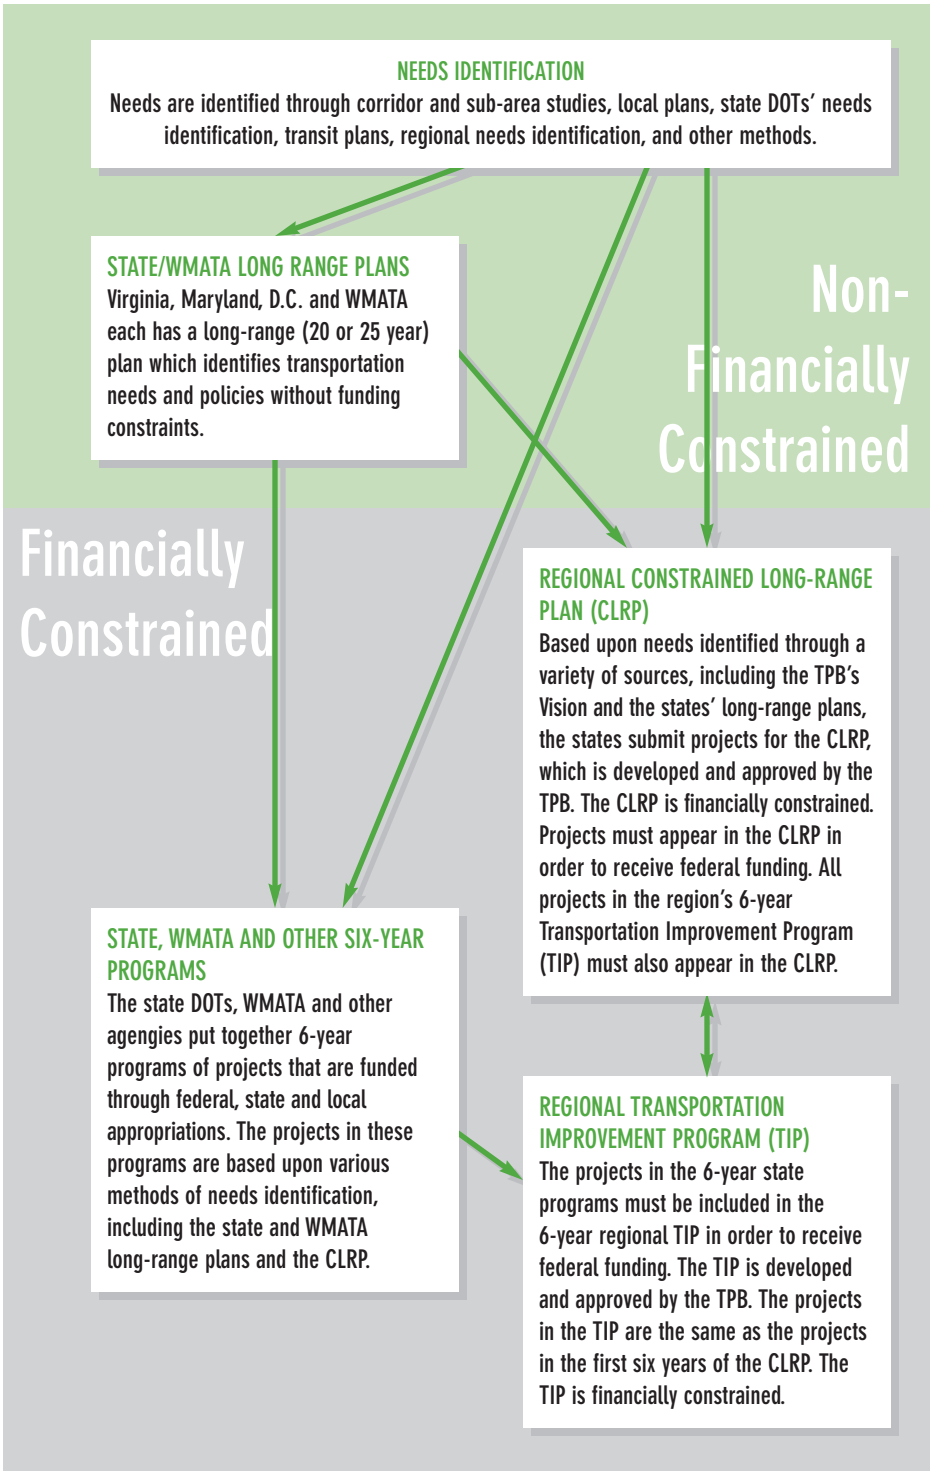 NEEDS IDENTIFICATION
Needs are identified through corridor and sub-area studies, local plans, state DOTs’ needs
identification, transit plans, regional needs identification, and other methods.
STATE/WMATA LONG RANGE PLANS
Virginia, Maryland, D.C. and WMATA
each has a long-range (20 or 25 year)
plan which identifies transportation
needs and policies without funding
constraints.
Non-
Financially
Constrained
Financially
Constrained
REGIONAL CONSTRAINED LONG-RANGE
PLAN (CLRP)
Based upon needs identified through a
variety of sources, including the TPB’s
Vision and the states’ long-range plans,
the states submit projects for the CLRP,
which is developed and approved by the
TPB. The CLRP is financially constrained.
Projects must appear in the CLRP in
order to receive federal funding. All
projects in the region’s 6-year
Transportation Improvement Program
(TIP) must also appear in the CLRP.
STATE, WMATA AND OTHER SIX-YEAR
PROGRAMS
The state DOTs, WMATA and other
agencies put together 6-year
programs of projects that are funded
through federal, state and local
appropriations. The projects in these
programs are based upon various
methods of needs identification,
including the state and WMATA
long-range plans and the CLRP.
REGIONAL TRANSPORTATION
IMPROVEMENT PROGRAM (TIP)
The projects in the 6-year state
programs must be included in the
6-year regional TIP in order to receive
federal funding. The TIP is developed
and approved by the TPB. The projects
in the TIP are the same as the projects
in the first six years of the CLRP. The
TIP is financially constrained.